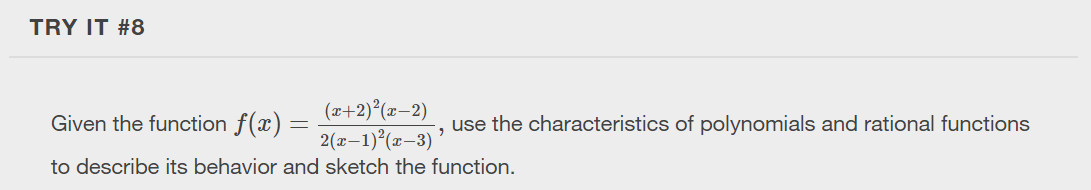 TRY IT #8
Given the function f(x) = \frac{(x+2)^2(x-2)}{2(x-1)^2(x-3)}, use the characteristics of polynomials and rational functions
to describe its behavior and sketch the function.